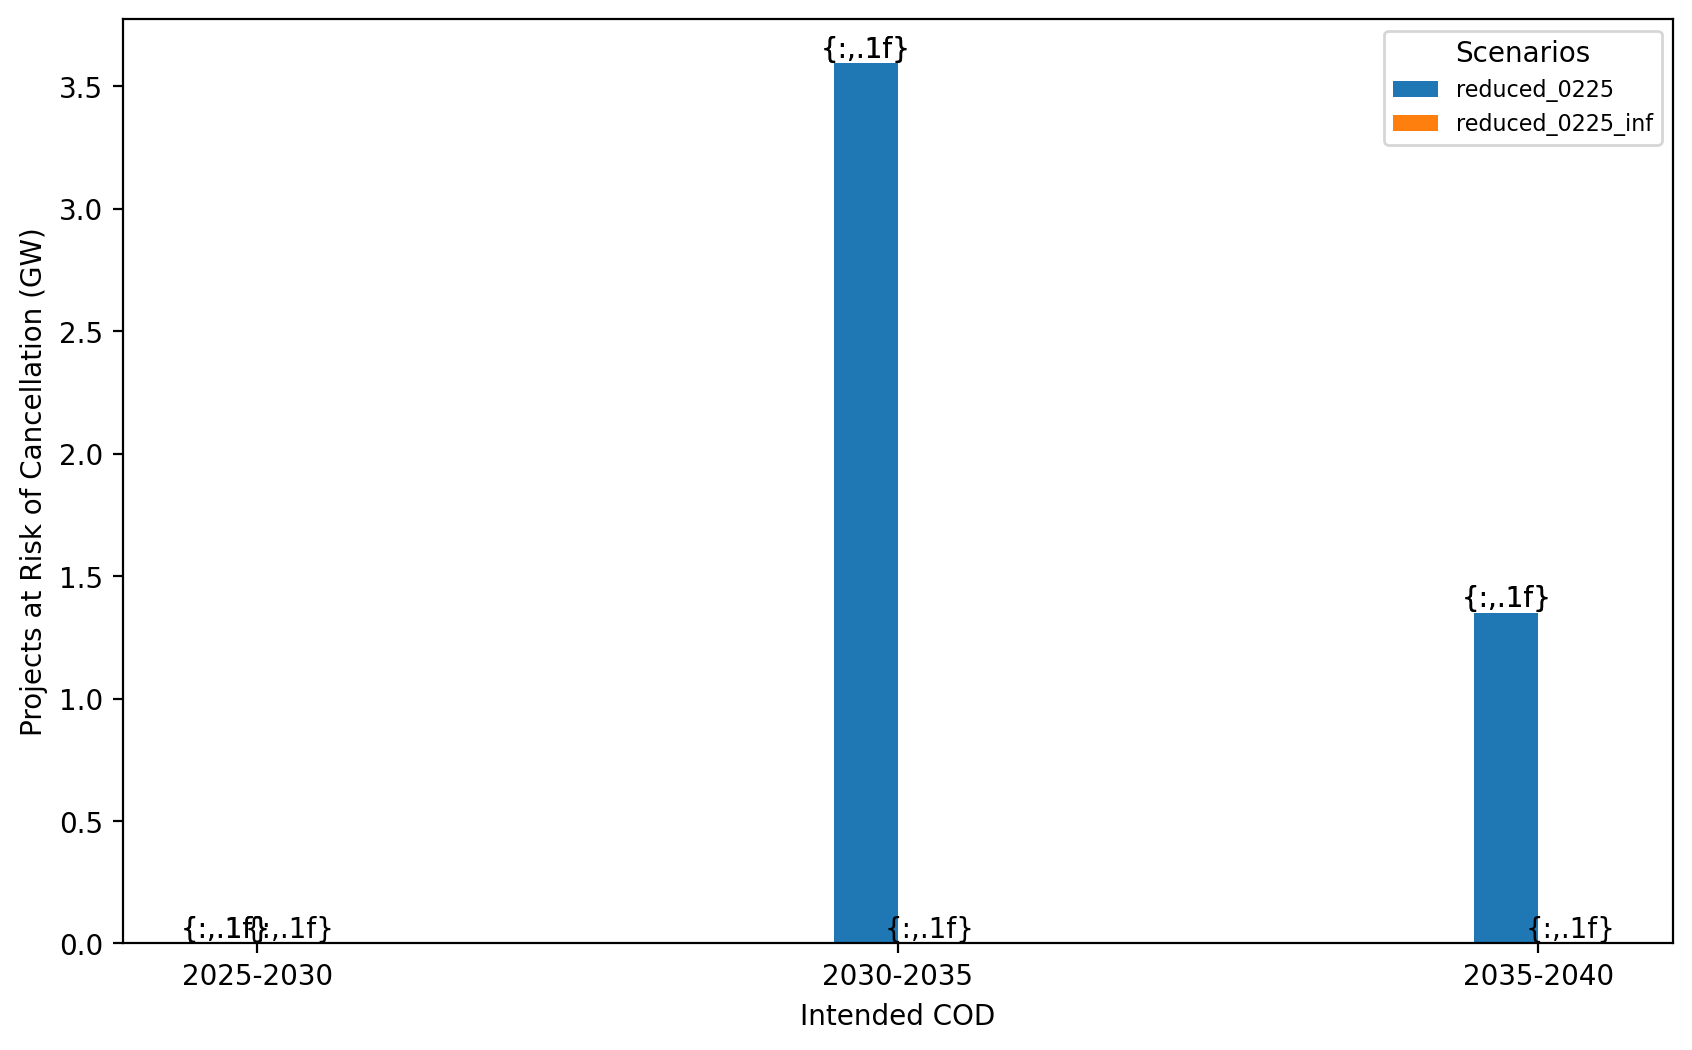 {:,.1f}
Scenarios
reduced_0225
reduced_0225_inf
3.5
3.0
2.5
2.0
1.5
1.0
0.5
0.0
Projects at Risk of Cancellation (GW)
{:,.1f}
{:,.1f}
{:,.1f}
{:,.1f}
{:,.1f}
2025-2030
2030-2035
2035-2040
Intended COD